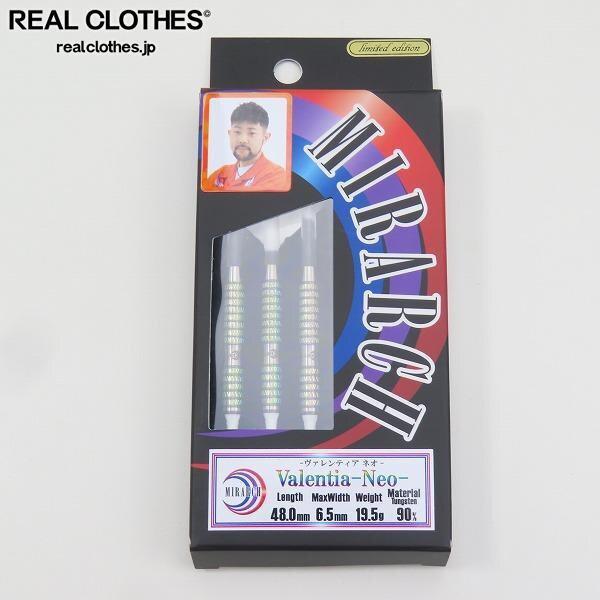 REAL CLOTHES©
realclothes.jp
limited edition
MIRARCH
-ヴァレンティア ネオ-
Valentia-Neo-
MIRARCH
Length MaxWidth Weight Material Tungsten
48.0mm 6.5mm 19.5g 90%